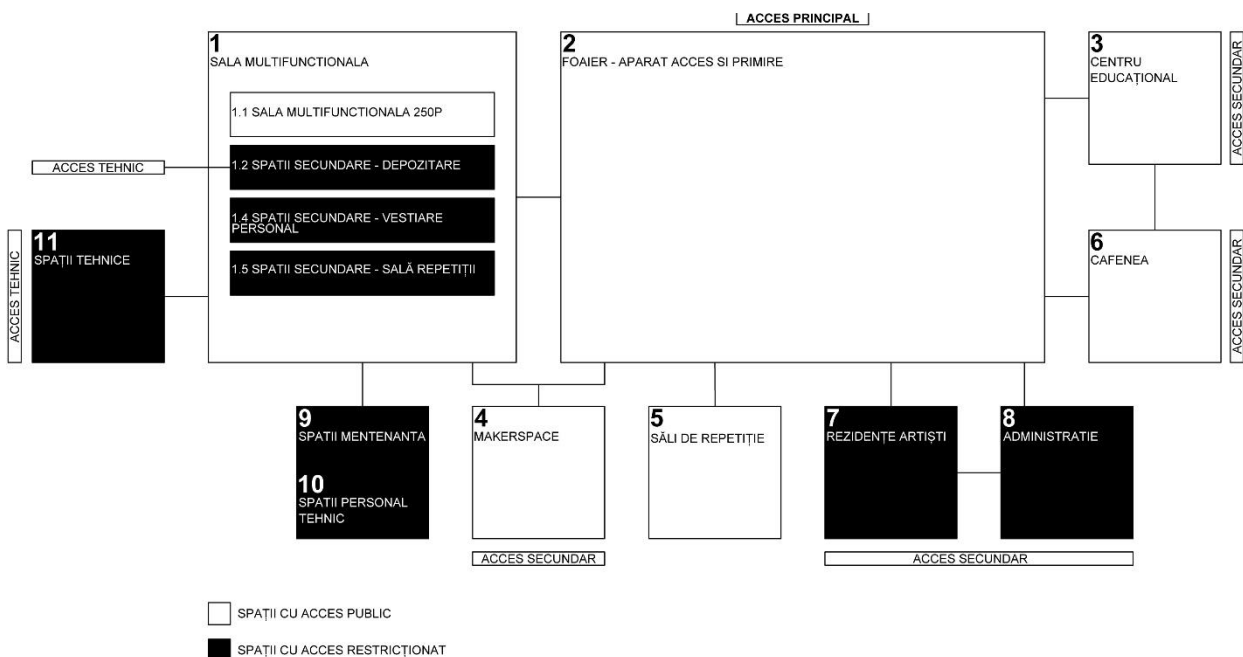 ACCES PRINCIPAL
1
SALA MULTIFUNCTIONALA
1.1 SALA MULTIFUNCTIONALA 250P
1.2 SPATII SECUNDARE - DEPOZITARE
1.4 SPATII SECUNDARE - VESTIARE
PERSONAL
1.5 SPATII SECUNDARE - SALĂ REPETIȚII
2
FOAIER - APARAT ACCES SI PRIMIRE
3
CENTRU
EDUCAȚIONAL
ACCES SECUNDAR
ACCES TEHNIC
ACCES TEHNIC
11
SPAȚII TEHNICE
6
CAFENEA
ACCES SECUNDAR
9
SPATII MENTENANTA
10
SPATII PERSONAL
TEHNIC
4
MAKERSPACE
5
SĂLI DE REPETIȚIE
7
REZIDENȚE ARTIȘTI
8
ADMINISTRATIE
ACCES SECUNDAR
ACCES SECUNDAR
SPAȚII CU ACCES PUBLIC
SPAȚII CU ACCES RESTRICȚIONAT